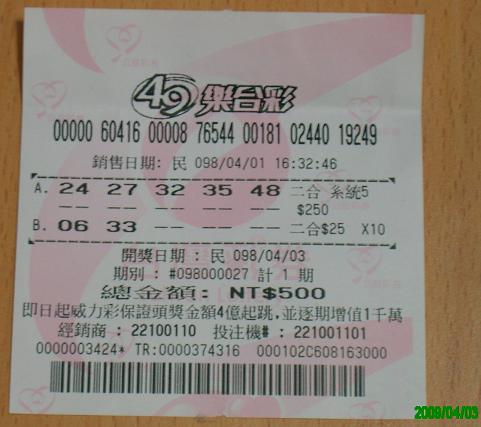 49樂合彩
00000 60416 00008 76544 00181 02440 19249
銷售日期: 民 098/04/01 16:32:46
A. 24 27 32 35 48 二合 系統5
-- -- -- -- -- $250
B. 06 33 -- -- -- 二合$25 X10
開獎日期 : 民 098/04/03
期別 : #098000027 計 1 期
總金額: NT$500
即日起威力彩保證頭獎金額4億起跳,並逐期增值1千萬
經銷商 : 22100110 投注機# : 221001101
0000003424* TR:0000374316 000102C608163000
2009/04/03